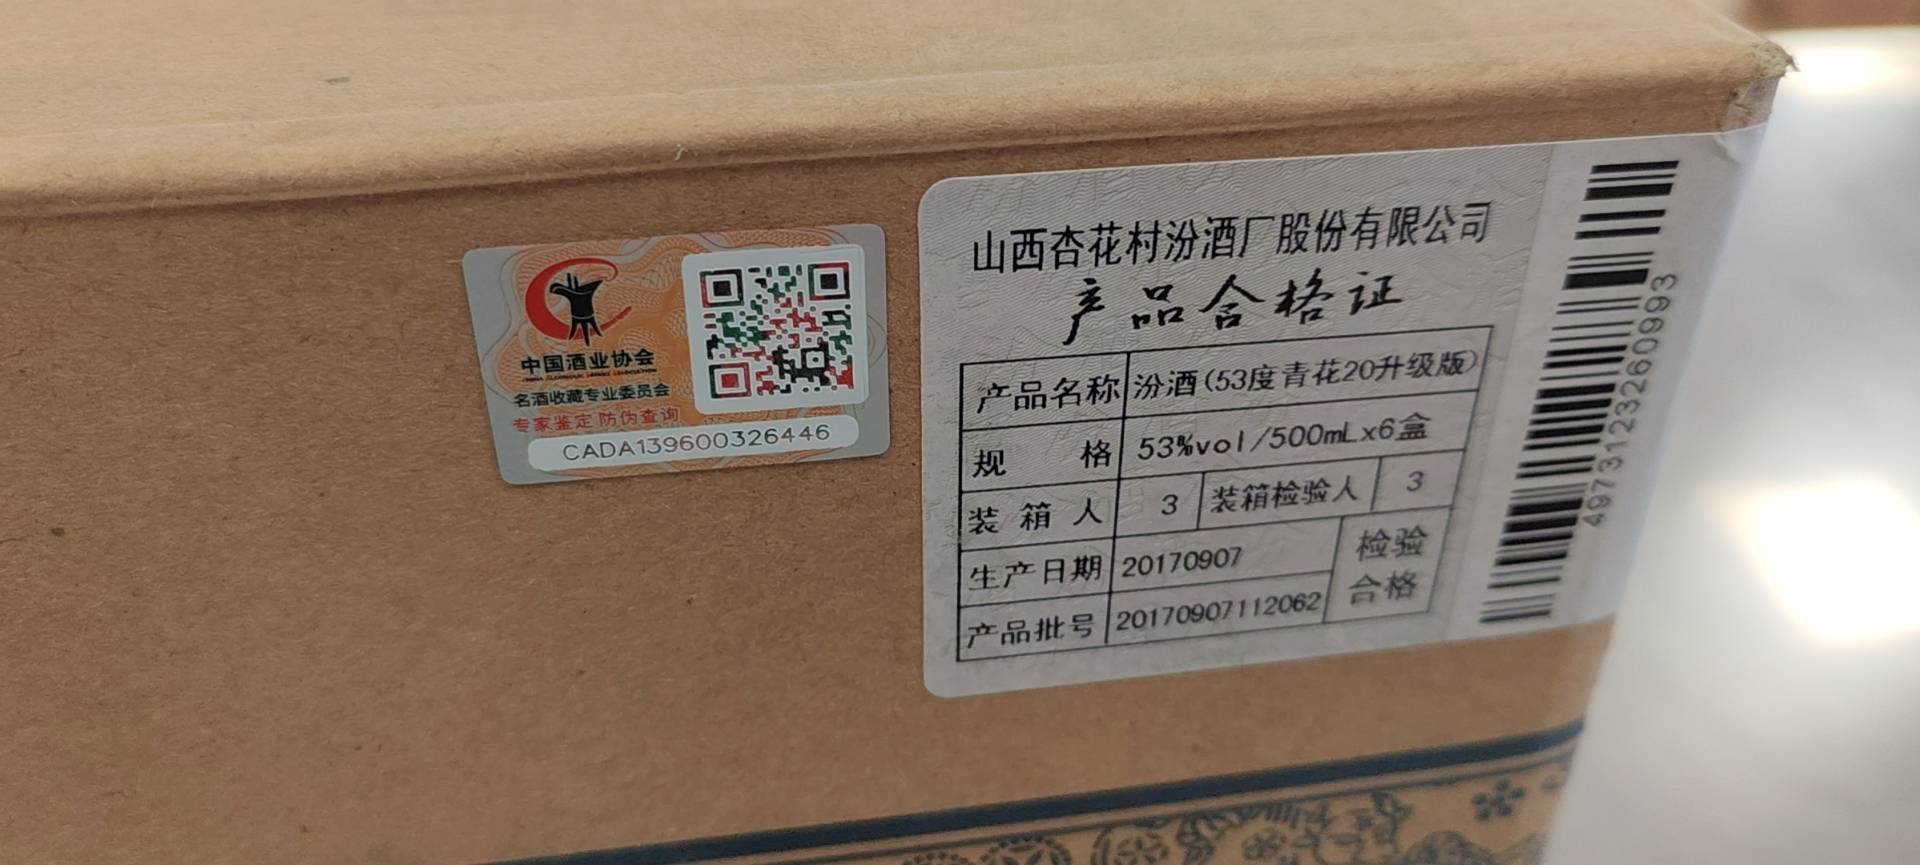 中国酒业协会
名酒收藏专业委员会
专家鉴定 防伪查询
CADA139600326446
山西杏花村汾酒厂股份有限公司
产品合格证
产品名称 汾酒(53度青花20升级版)
规 格 53%vol/500mLx6盒
装 箱 人 3 装箱检验人 3
生产日期 20170907 检验
产品批号 20170907112062 合格
4973123260993